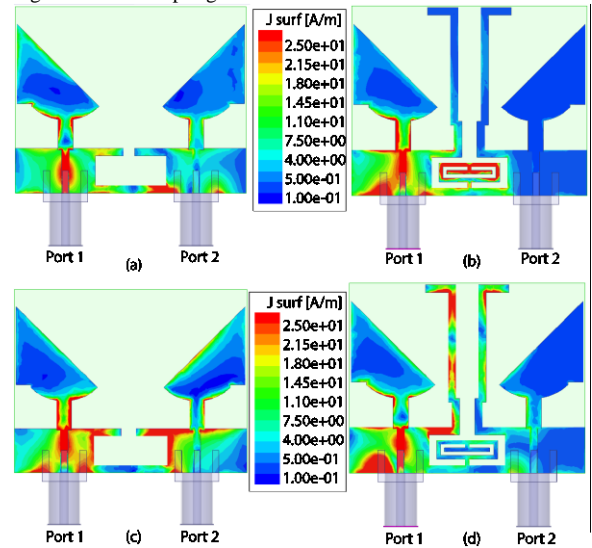 J surf [A/m]
2.50e+01
2.15e+01
1.80e+01
1.45e+01
1.10e+01
7.50e+00
4.00e+00
5.00e-01
1.00e-01
Port 1
(a)
Port 2
Port 1
(b)
Port 2
J surf [A/m]
2.50e+01
2.15e+01
1.80e+01
1.45e+01
1.10e+01
7.50e+00
4.00e+00
5.00e-01
1.00e-01
Port 1
(c)
Port 2
Port 1
(d)
Port 2